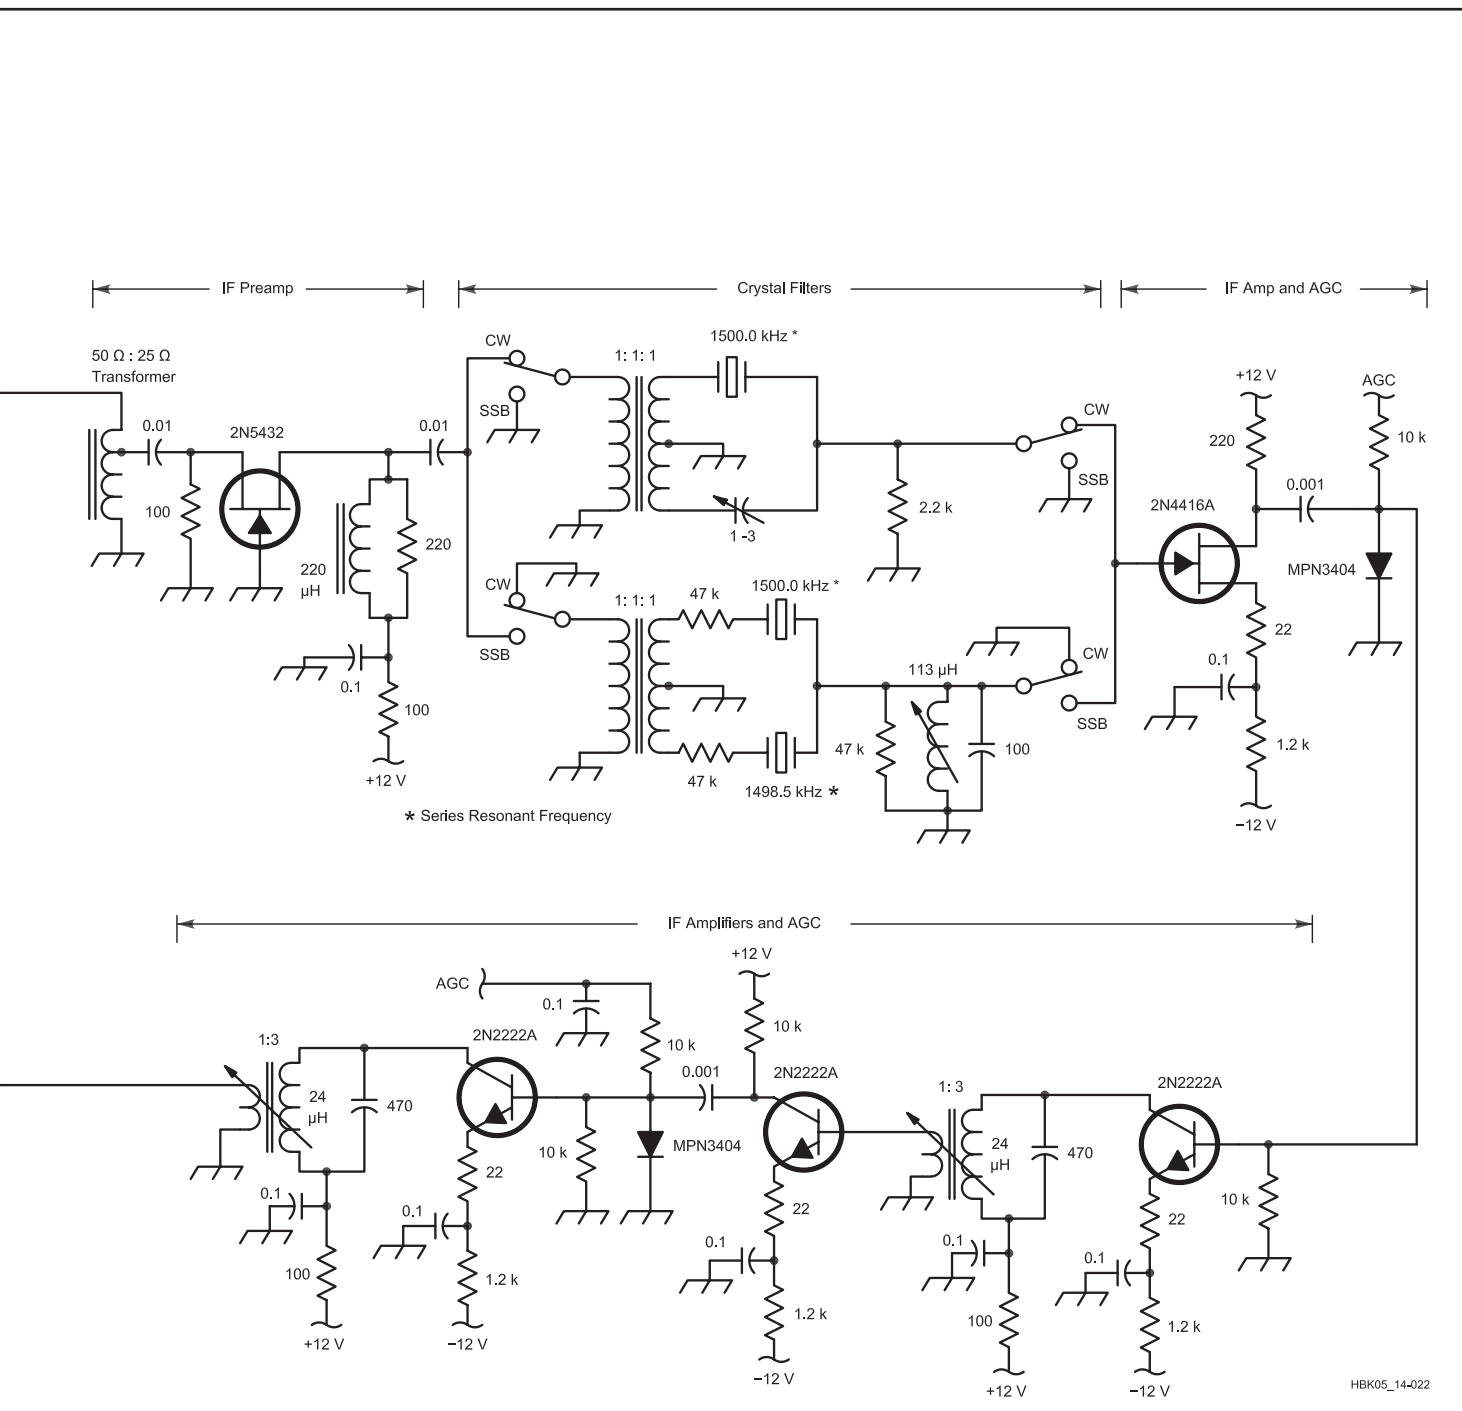 IF Preamp
Crystal Filters
IF Amp and AGC
50 Ω : 25 Ω
Transformer
0.01
2N5432
100
220
µH
220
0.01
0.1
100
+12 V
CW
SSB
1: 1: 1
1500.0 kHz *
1 -3
2.2 k
CW
SSB
CW
SSB
1: 1: 1
47 k
1500.0 kHz *
47 k
1498.5 kHz *
113 µH
47 k
100
CW
SSB
* Series Resonant Frequency
+12 V
220
AGC
10 k
0.001
2N4416A
MPN3404
22
0.1
1.2 k
−12 V
IF Amplifiers and AGC
1:3
24
µH
470
0.1
100
+12 V
2N2222A
22
0.1
1.2 k
−12 V
AGC
0.1
10 k
10 k
MPN3404
0.001
+12 V
10 k
2N2222A
22
0.1
1.2 k
−12 V
1: 3
24
µH
470
0.1
100
+12 V
2N2222A
22
0.1
1.2 k
−12 V
10 k
HBK05_14-022